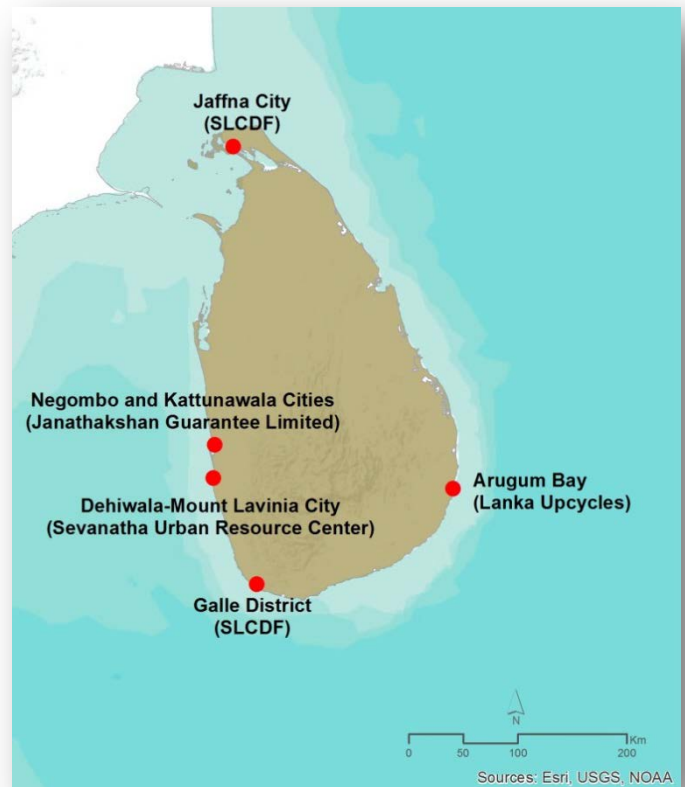 Jaffna City
(SLCDF)
Negombo and Kattunawala Cities
(Janathakshan Guarantee Limited)
Dehiwala-Mount Lavinia City
(Sevanatha Urban Resource Center)
Arugum Bay
(Lanka Upcycles)
Galle District
(SLCDF)
N
Km
0 50 100 200
Sources: Esri, USGS, NOAA